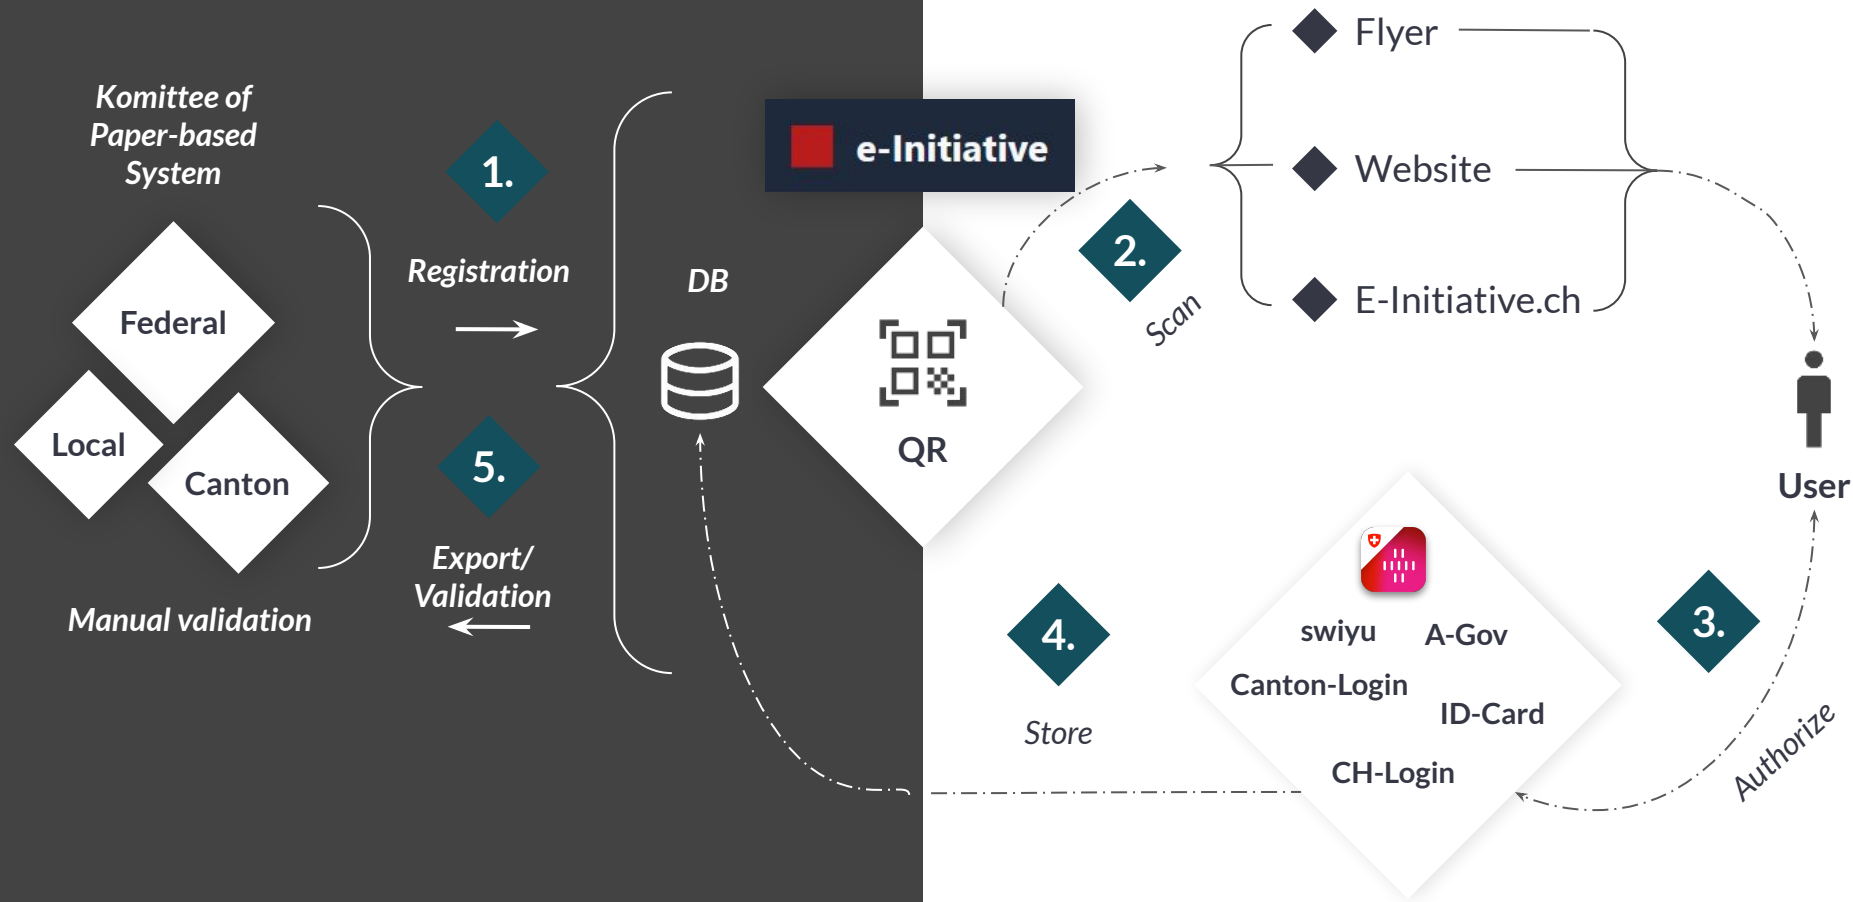 Komittee of
Paper-based
System
Federal
Local
Canton
Manual validation
1.
Registration
5.
Export/
Validation
DB
e-Initiative
QR
2.
Scan
Flyer
Website
E-Initiative.ch
User
3.
Authorize
swiyu
A-Gov
Canton-Login
ID-Card
CH-Login
4.
Store